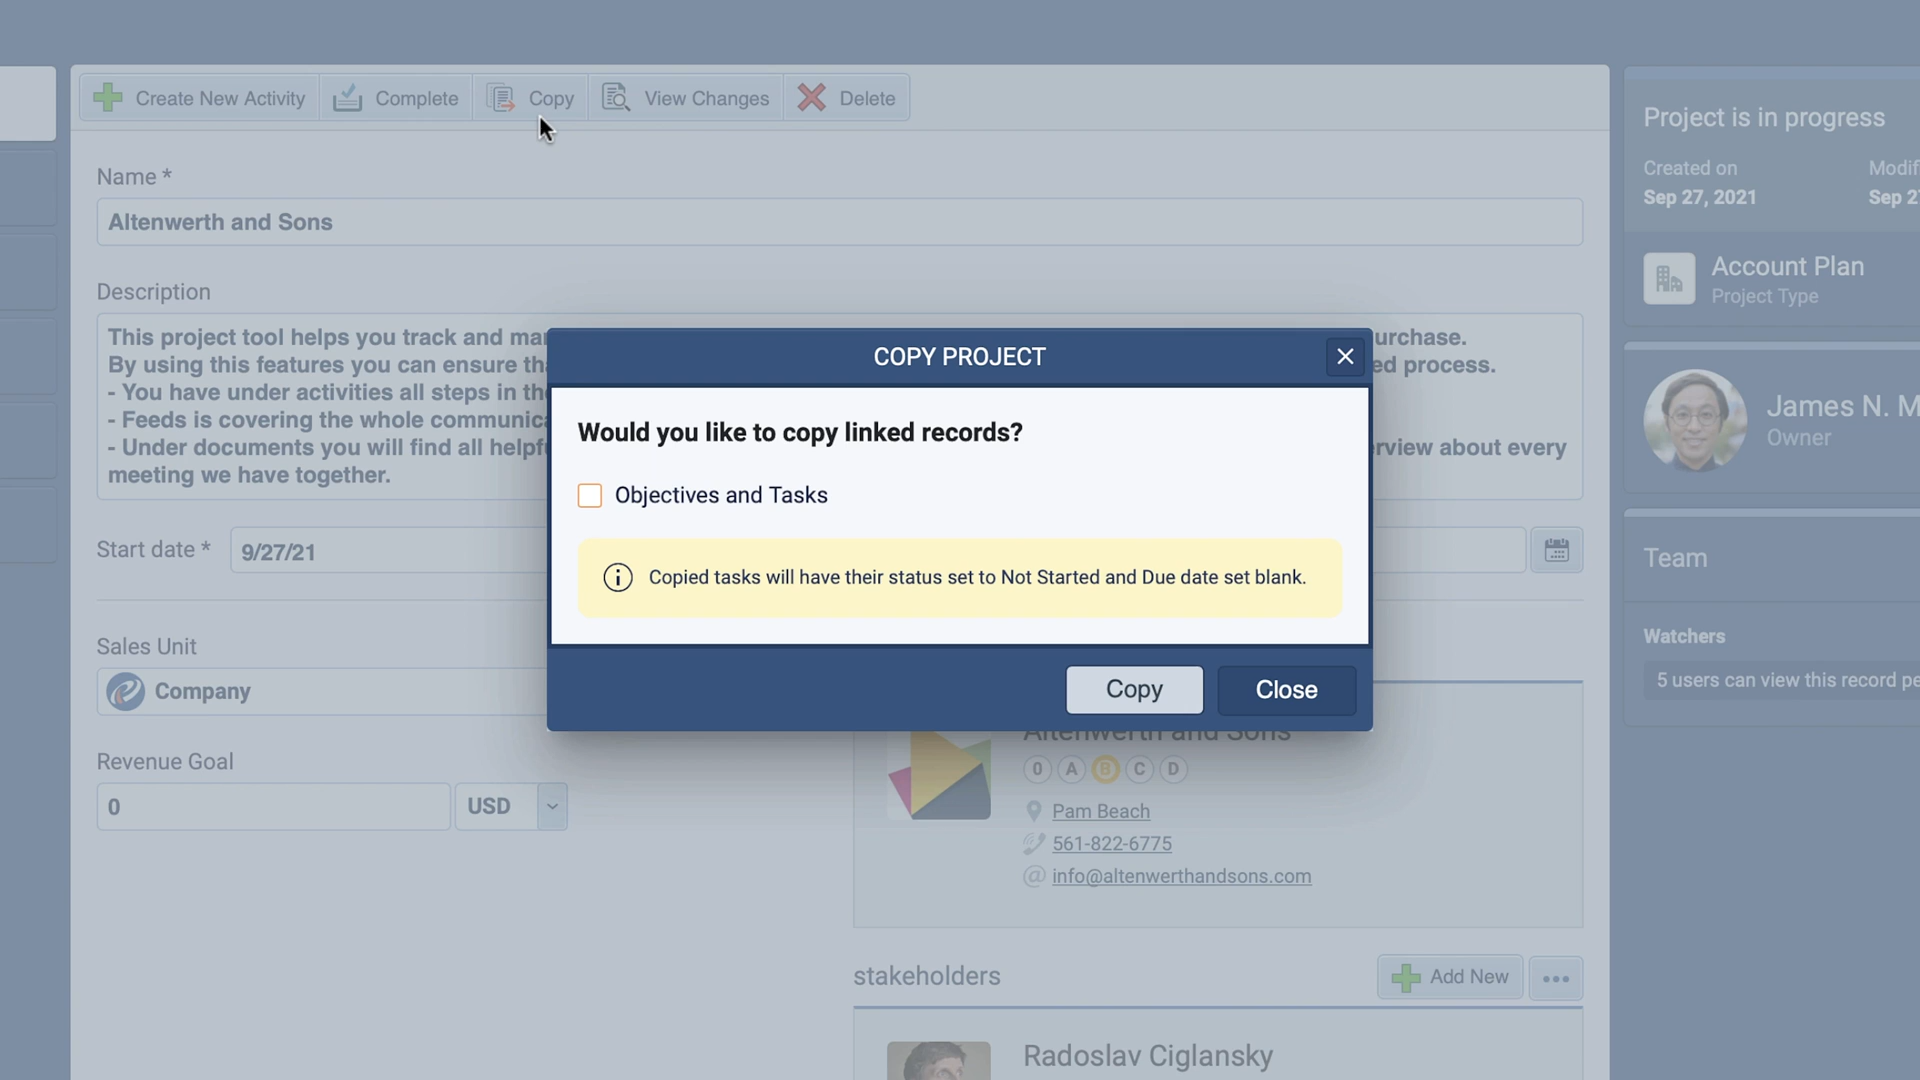 Create New Activity
Complete
Copy
View Changes
Delete
Name *
Altenwerth and Sons
Description
This project tool helps you track and
urchase.
By using this features you can ensure
ed process.
- You have under activities all steps in
- Feeds is covering the whole
- Under documents you will find all
rview about every
meeting we have together.
Start date *
9/27/21
Sales Unit
Company
Revenue Goal
0
USD
COPY PROJECT
Would you like to copy linked records?
Objectives and Tasks
Copied tasks will have their status set to Not Started and Due date set blank.
Copy
Close
Altenwerth and Sons
0 A B C D
Pam Beach
561-822-6775
info@altenwerthandsons.com
stakeholders
Add New
Radoslav Ciglansky
Project is in progress
Created on
Sep 27, 2021
Modif
Sep 2
Account Plan
Project Type
James N. M
Owner
Team
Watchers
5 users can view this record pe